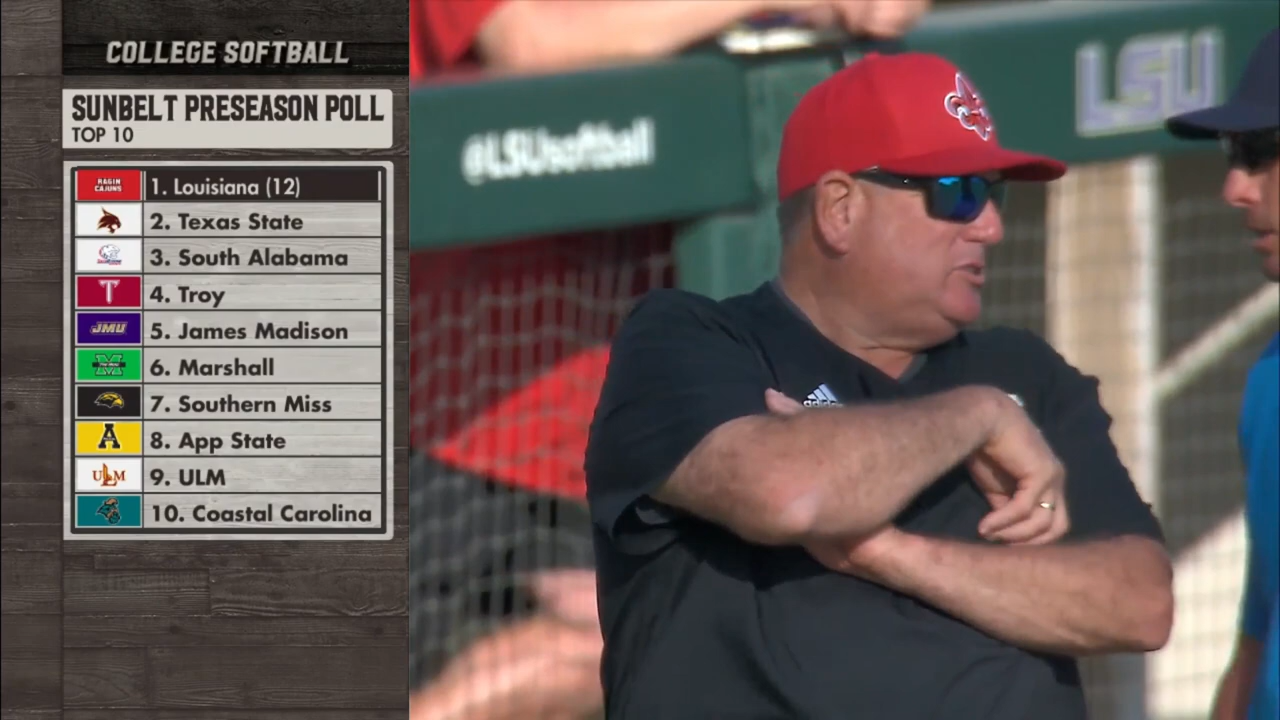 COLLEGE SOFTBALL
SUNBELT PRESEASON POLL
TOP 10
RAGIN CAJUNS 1. Louisiana (12)
2. Texas State
3. South Alabama
T 4. Troy
JMU 5. James Madison
M 6. Marshall
7. Southern Miss
A 8. App State
ULM 9. ULM
10. Coastal Carolina
@LSUsoftball
LSU
adidas